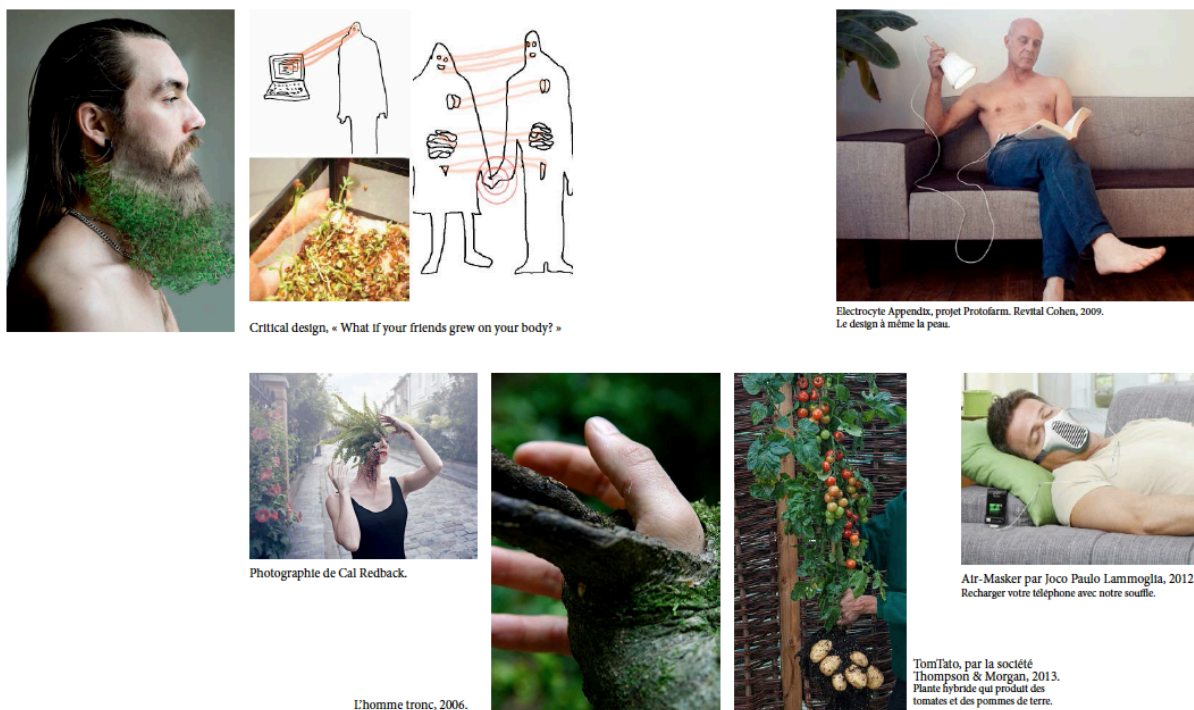 Critical design, « What if your friends grew on your body? »
Electrocyte Appendix, projet Protofarm. Revital Cohen, 2009.
Le design à même la peau.
Photographie de Cal Redback.
L'homme tronc, 2006.
TomTato, par la société
Thompson & Morgan, 2013.
Plante hybride qui produit des
tomates et des pommes de terre.
Air-Masker par Joco Paulo Lammoglia, 2012
Recharger votre téléphone avec notre souffle.